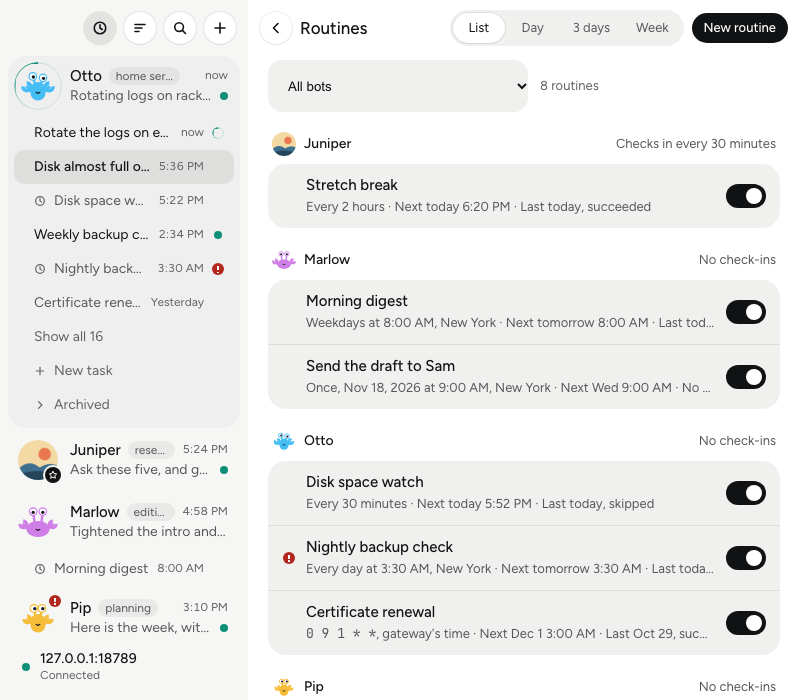 Otto home ser... now
Rotating logs on rack...
Rotate the logs on e... now
Disk almost full o... 5:36 PM
Disk space w... 5:22 PM
Weekly backup c... 2:34 PM
Nightly back... 3:30 AM
Certificate rene... Yesterday
Show all 16
New task
Archived
Juniper rese... 5:24 PM
Ask these five, and g...
Marlow editi... 4:58 PM
Tightened the intro and...
Morning digest 8:00 AM
Pip planning 3:10 PM
Here is the week, wit...
127.0.0.1:18789
Connected
Routines
List Day 3 days Week
New routine
All bots
8 routines
Juniper Checks in every 30 minutes
Stretch break
Every 2 hours · Next today 6:20 PM · Last today, succeeded
Marlow No check-ins
Morning digest
Weekdays at 8:00 AM, New York · Next tomorrow 8:00 AM · Last tod...
Send the draft to Sam
Once, Nov 18, 2026 at 9:00 AM, New York · Next Wed 9:00 AM · No ...
Otto No check-ins
Disk space watch
Every 30 minutes · Next today 5:52 PM · Last today, skipped
Nightly backup check
Every day at 3:30 AM, New York · Next tomorrow 3:30 AM · Last toda...
Certificate renewal
0 9 1 * *, gateway's time · Next Dec 1 3:00 AM · Last Oct 29, suc...
Pip No check-ins